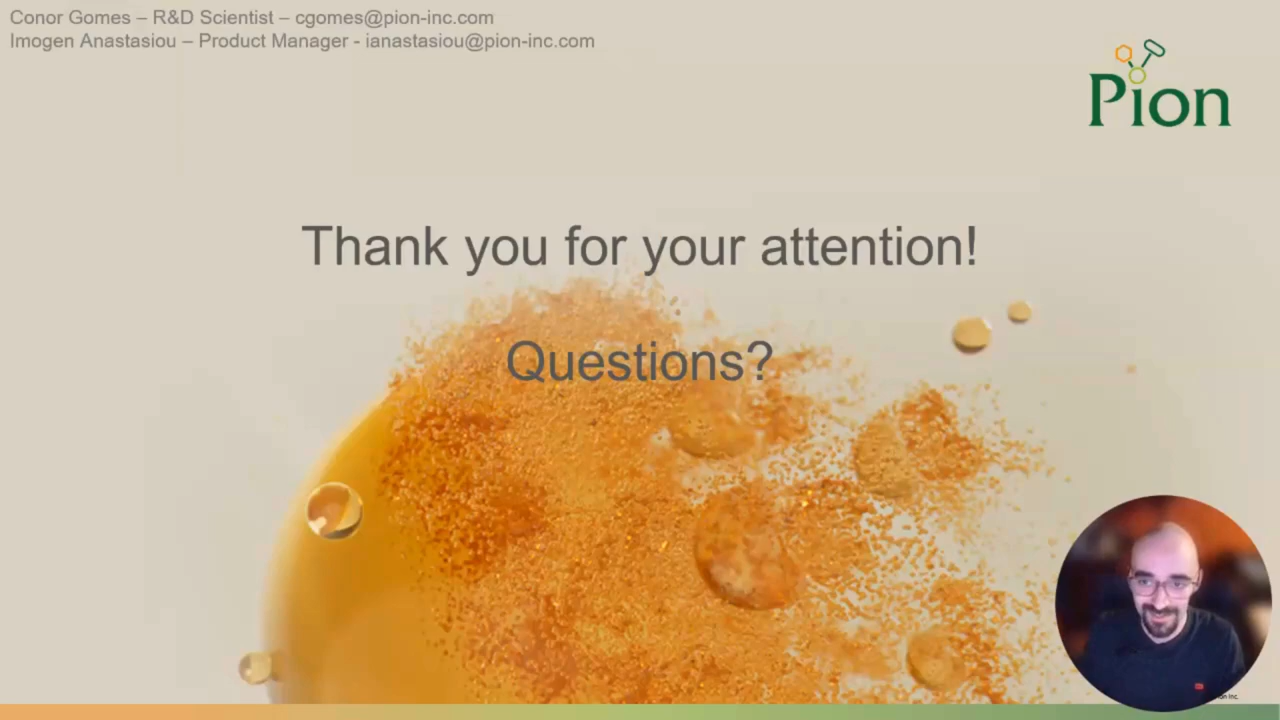 Conor Gomes – R&D Scientist – cgomes@pion-inc.com
Imogen Anastasiou – Product Manager - ianastasiou@pion-inc.com
Pion
Thank you for your attention!
Questions?